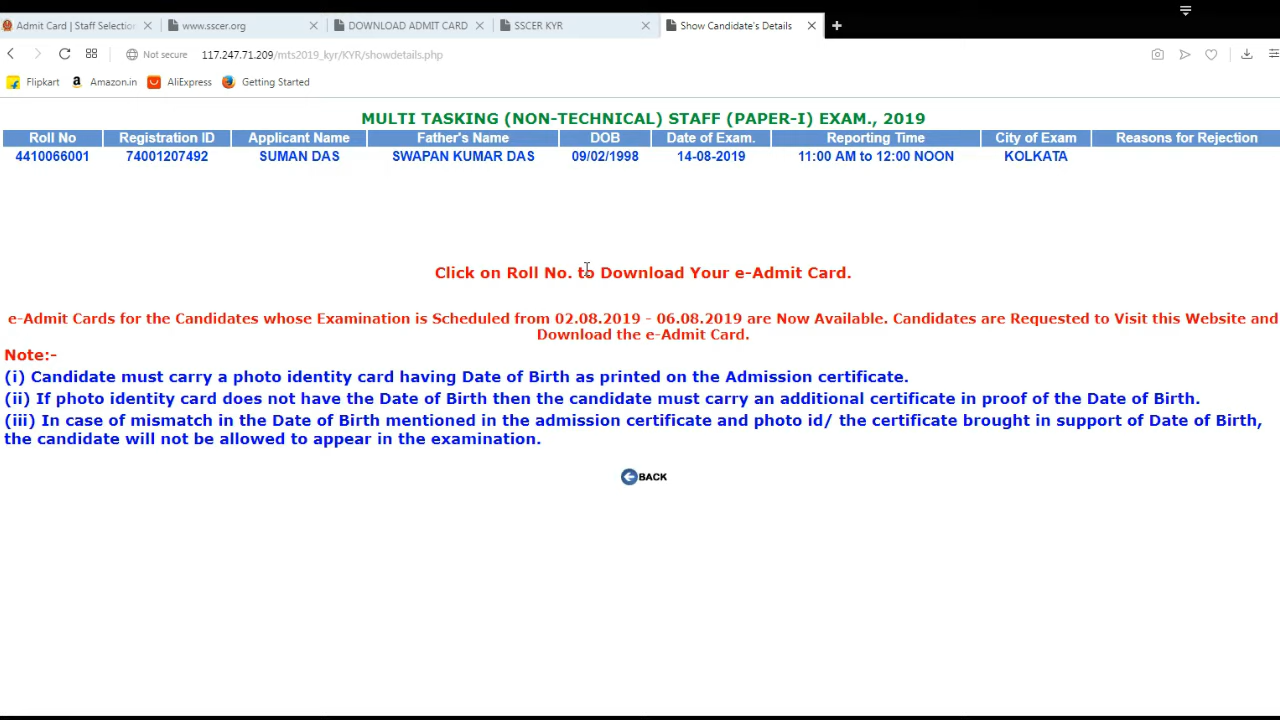 Admit Card | Staff Selectio
www.sscer.org
DOWNLOAD ADMIT CARD
SSCER KYR
Show Candidate's Details
Not secure 117.247.71.209/mts2019_kyr/KYR/showdetails.php
Flipkart Amazon.in AliExpress Getting Started
MULTI TASKING (NON-TECHNICAL) STAFF (PAPER-I) EXAM., 2019
Roll No Registration ID Applicant Name Father's Name DOB Date of Exam. Reporting Time City of Exam Reasons for Rejection
4410066001 74001207492 SUMAN DAS SWAPAN KUMAR DAS 09/02/1998 14-08-2019 11:00 AM to 12:00 NOON KOLKATA
Click on Roll No. to Download Your e-Admit Card.
e-Admit Cards for the Candidates whose Examination is Scheduled from 02.08.2019 - 06.08.2019 are Now Available. Candidates are Requested to Visit this Website and
Download the e-Admit Card.
Note:-
(i) Candidate must carry a photo identity card having Date of Birth as printed on the Admission certificate.
(ii) If photo identity card does not have the Date of Birth then the candidate must carry an additional certificate in proof of the Date of Birth.
(iii) In case of mismatch in the Date of Birth mentioned in the admission certificate and photo id/ the certificate brought in support of Date of Birth,
the candidate will not be allowed to appear in the examination.
BACK